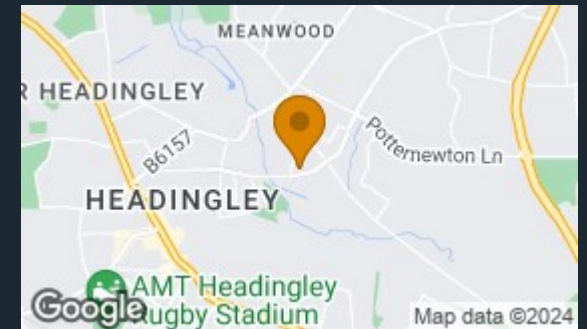 MEANWOOD
R HEADINGLEY
B6157
Potternewton Ln
HEADINGLEY
AMT Headingley
Rugby Stadium
Google
Map data ©2024